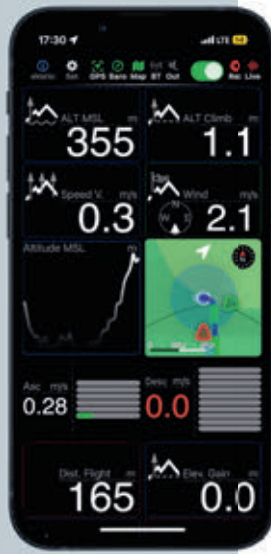 17:30 LTE
Set GPS Baro Map BT Out Rec Live
ALT MSL m
355
ALT Climb m
1.1
Speed V. m/s
0.3
Wind m/s
N
W E
S
2.1
Altitude MSL m
N
Asc m/s
0.28
Desc m/s
0.0
Dist. Flight m
165
Elev. Gain m
0.0